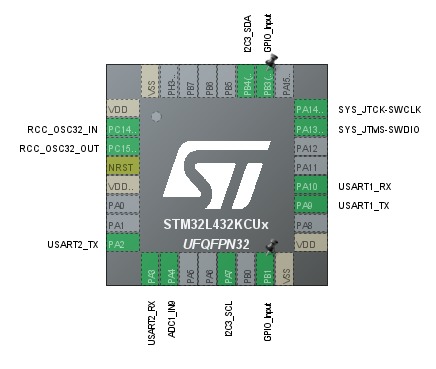 I2C3_SDA
GPIO_Input
VSS
PH3-..
PB7
PB6
PB5
PB4(..
PB3(..
VDD
PA14..
SYS_JTCK-SWCLK
RCC_OSC32_IN
PC14..
PA13..
SYS_JTMS-SWDIO
RCC_OSC32_OUT
PC15..
PA12
NRST
PA11
VDD..
PA10
USART1_RX
PA0
PA9
USART1_TX
PA1
STM32L432KCUx
PA8
USART2_TX
PA2
UFQFPN32
VDD
PA3
PA4
PA5
PA6
PA7
PB0
PB1
VSS
USART2_RX
ADC1_IN9
I2C3_SCL
GPIO_Input